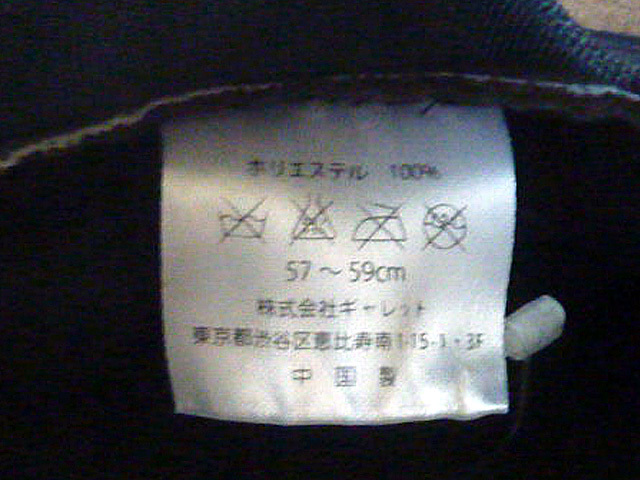 ポリエステル 100%
57～59cm
株式会社ギャレット
東京都渋谷区恵比寿南1-15-1・3F
中国製